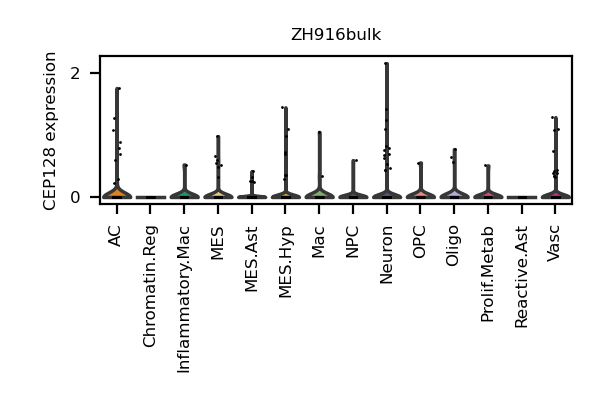 ZH916bulk
CEP128 expression
2
0
AC
Chromatin.Reg
Inflammatory.Mac
MES
MES.Ast
MES.Hyp
Mac
NPC
Neuron
OPC
Oligo
Prolif.Metab
Reactive.Ast
Vasc